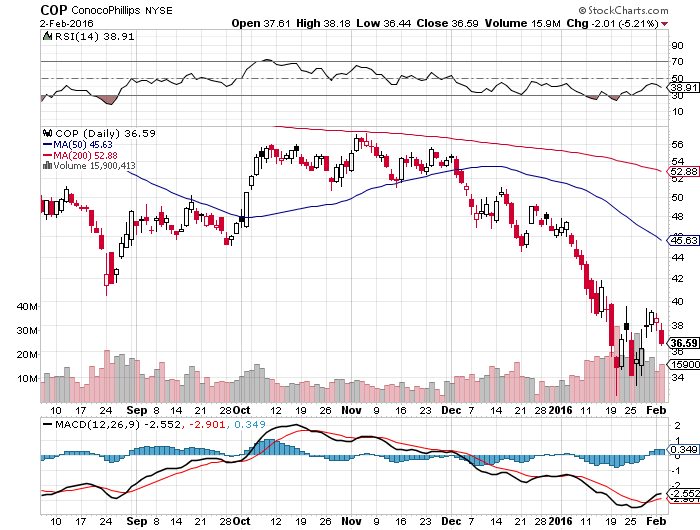 COP ConocoPhillips NYSE © StockCharts.com
2-Feb-2016 Open 37.61 High 38.18 Low 36.44 Close 36.59 Volume 15.9M Chg -2.01 (-5.21%)
RSI(14) 38.91
90
70
50
38.91
30
10
COP (Daily) 36.59
MA(50) 45.63
MA(200) 52.88
Volume 15,900,413
56
54
52.88
50
48
46
45.63
44
42
40
38
36.59
36
15900
34
40M
30M
20M
10M
10 17 24 Sep 8 14 21 28 Oct 12 19 26 Nov 9 16 23 Dec 7 14 21 28 2016 11 19 25 Feb
MACD(12,26,9) -2.552, -2.901, 0.349
2
1
0.349
0
-1
-2
-2.552
10 17 24 Sep 8 14 21 28 Oct 12 19 26 Nov 9 16 23 Dec 7 14 21 28 2016 11 19 25 Feb